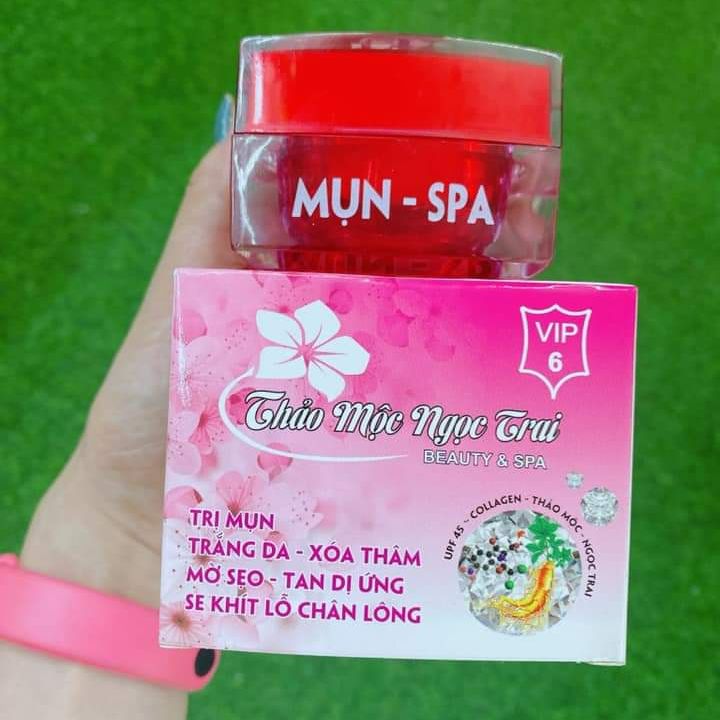 MỤN - SPA
VIP
6
Thảo Mộc Ngọc Trai
BEAUTY & SPA
TRỊ MỤN
TRẮNG DA - XÓA THÂM
MỜ SẸO - TAN DỊ ỨNG
SE KHÍT LỖ CHÂN LÔNG
UPF 45 ~ COLLAGEN - THẢO MỘC - NGỌC TRAI